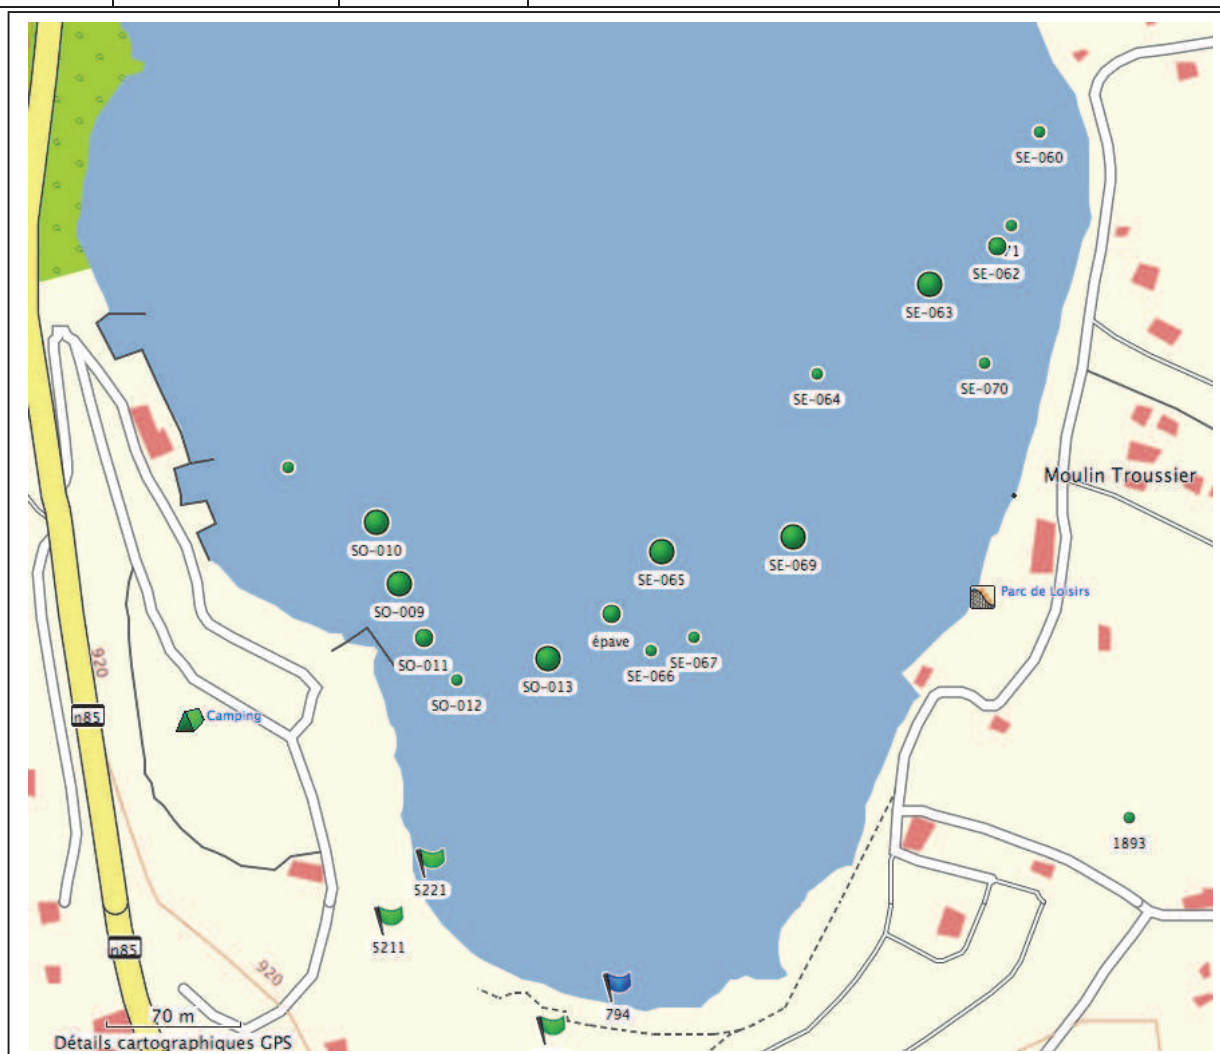 SE-060
71
SE-062
SE-063
SE-064
SE-070
Moulin Troussier
SO-010
SE-065
SE-069
Parc de Loisirs
SO-009
épave
SO-011
SE-066
SE-067
SO-012
SO-013
920
n85
Camping
1893
5221
5211
n85
920
794
70 m
Détails cartographiques GPS